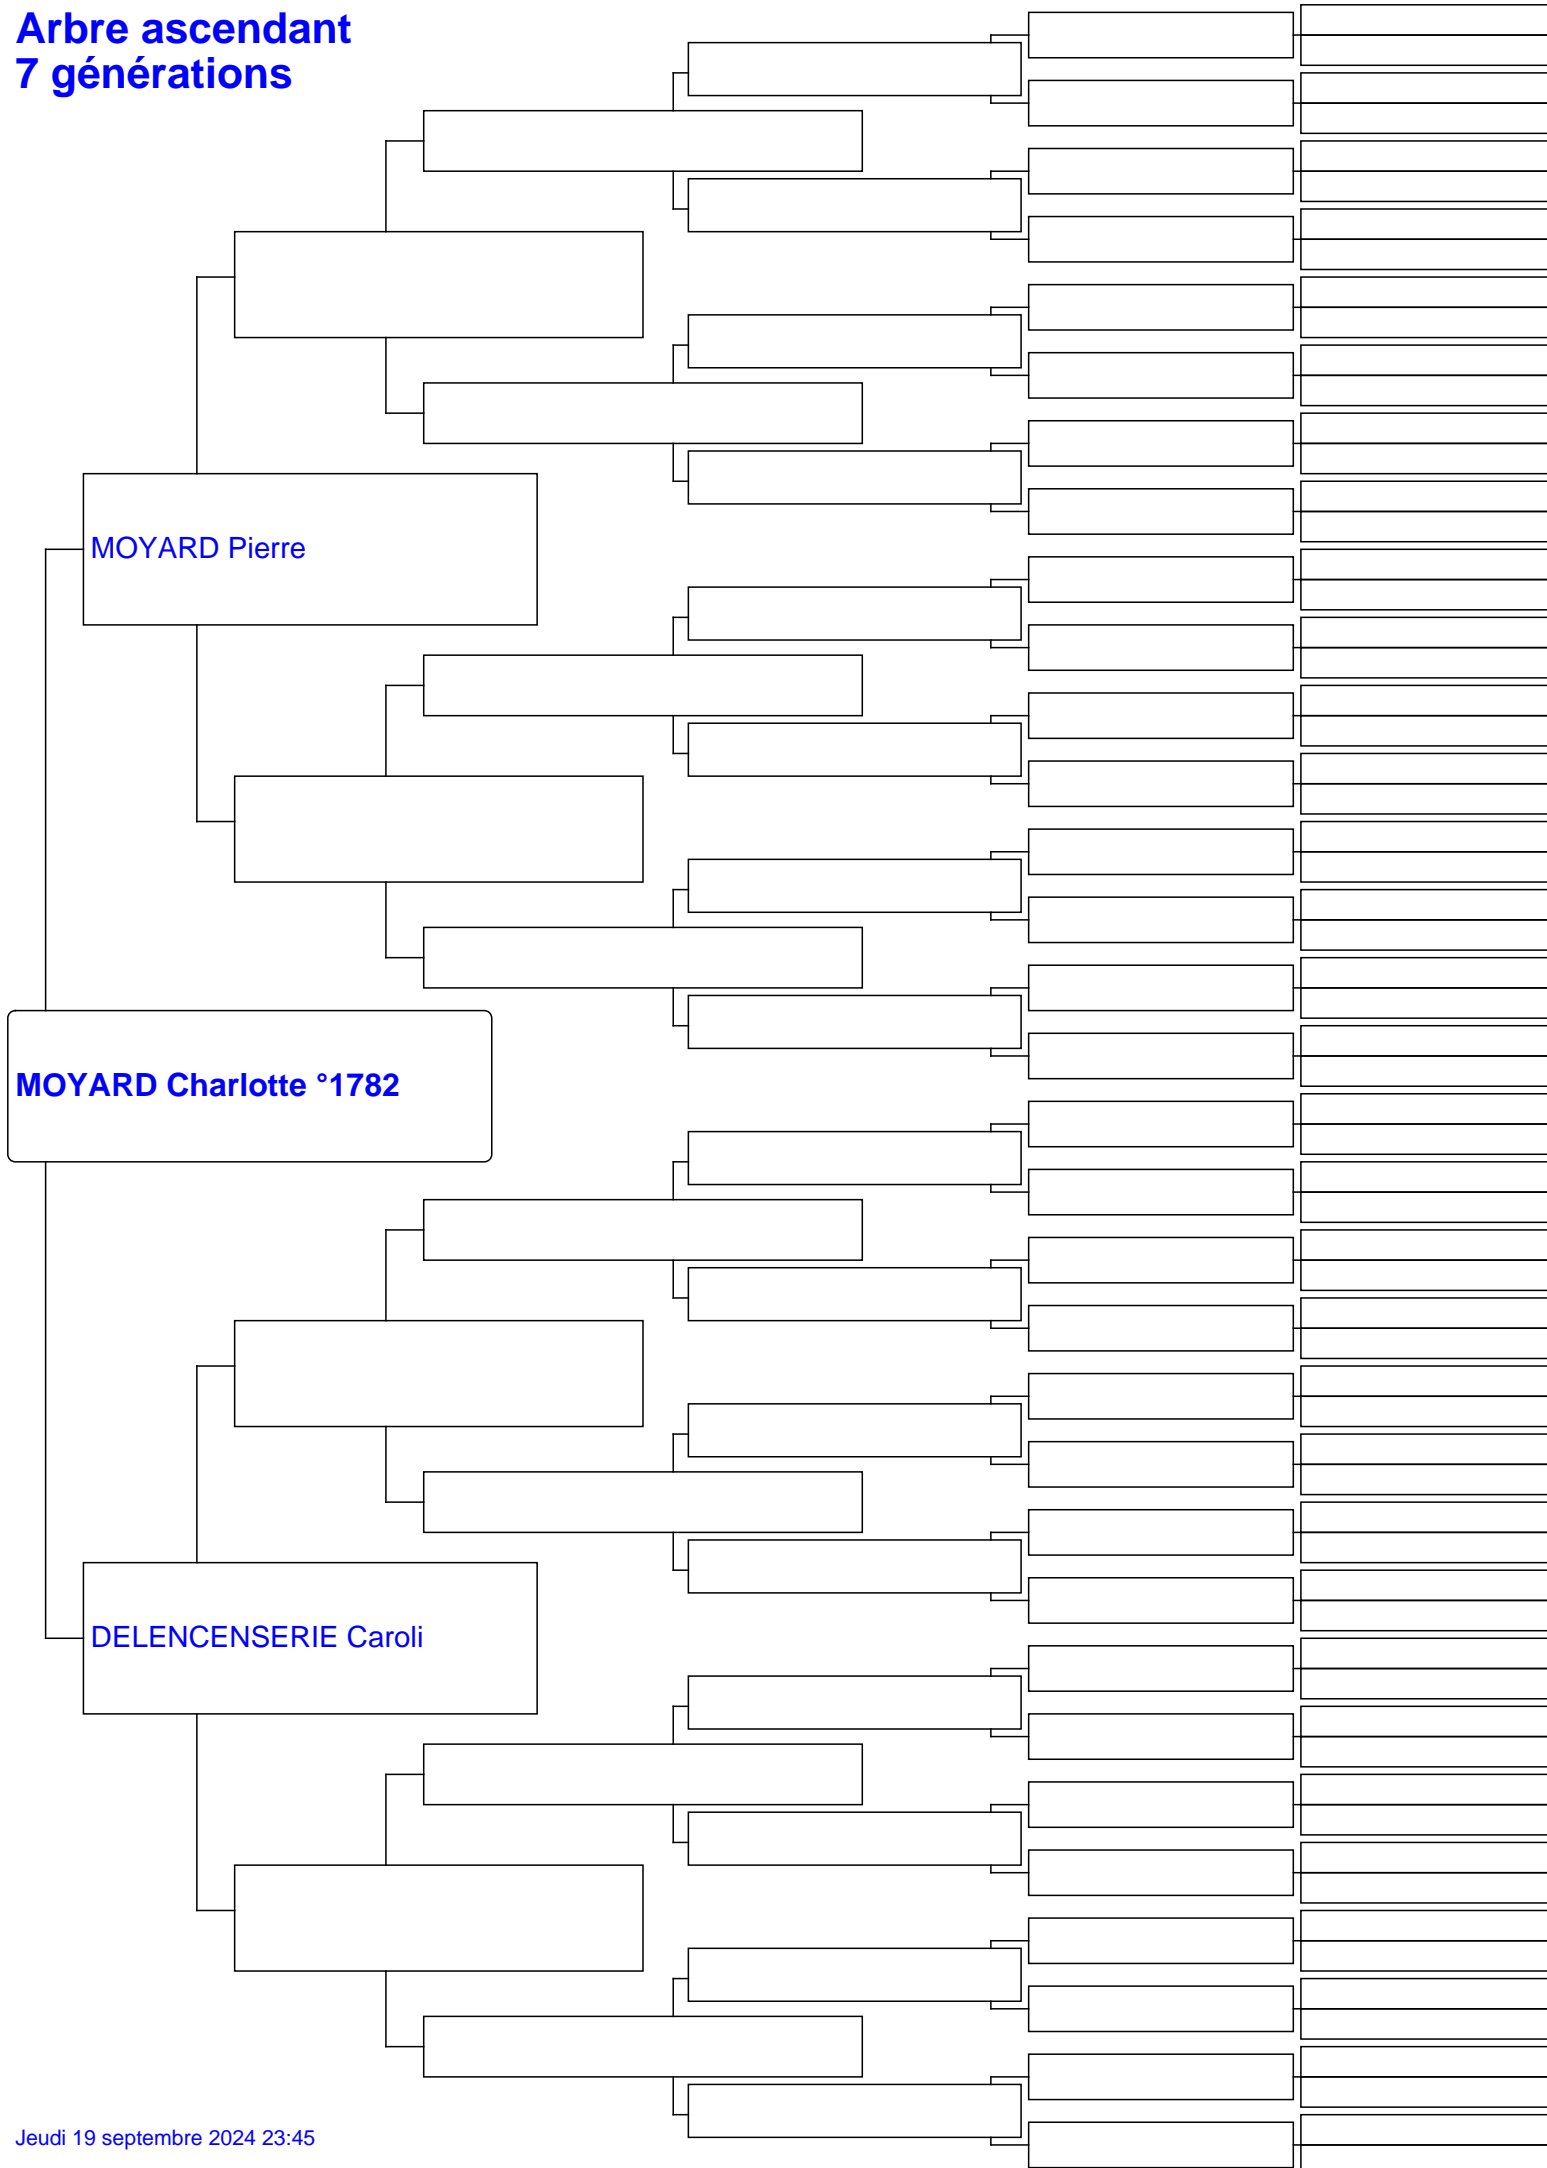 Arbre ascendant
7 générations
MOYARD Pierre
MOYARD Charlotte °1782
DELENCENSERIE Caroli
Jeudi 19 septembre 2024 23:45